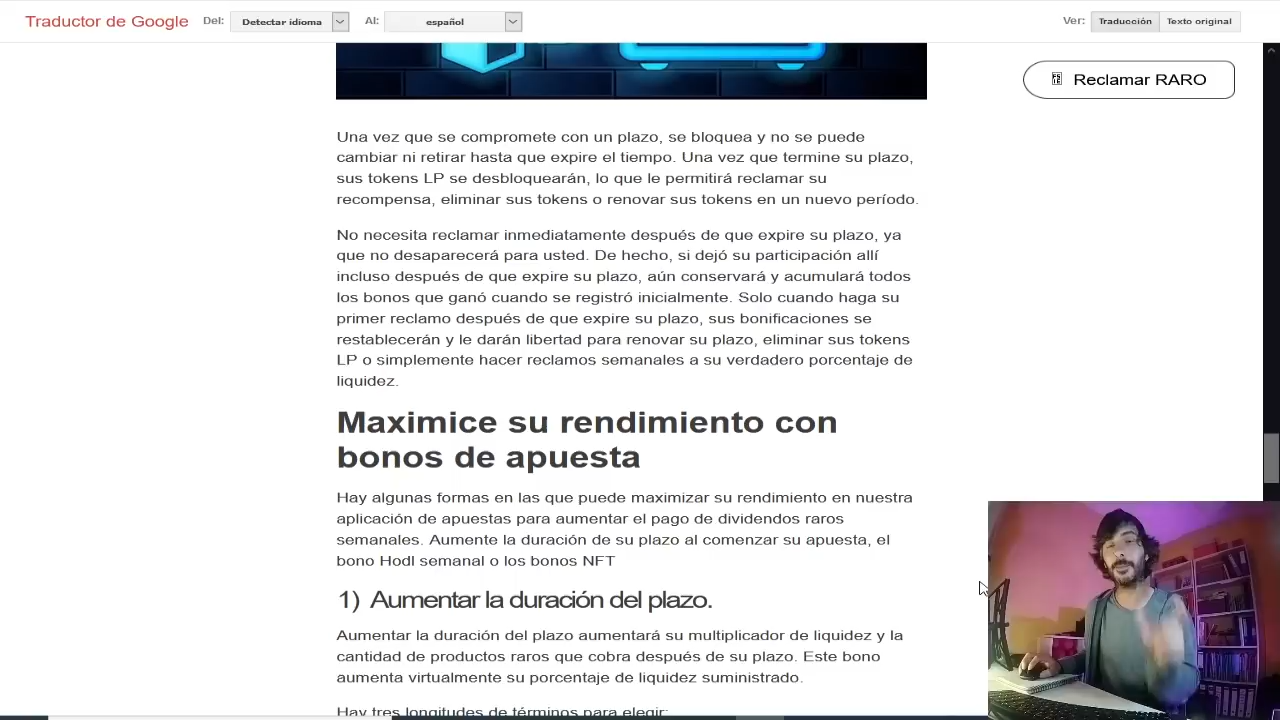 Traductor de Google
Del:
Detectar idioma
Al:
español
Ver:
Traducción
Texto original
Reclamar RARO
Una vez que se compromete con un plazo, se bloquea y no se puede
cambiar ni retirar hasta que expire el tiempo. Una vez que termine su plazo,
sus tokens LP se desbloquearán, lo que le permitirá reclamar su
recompensa, eliminar sus tokens o renovar sus tokens en un nuevo período.
No necesita reclamar inmediatamente después de que expire su plazo, ya
que no desaparecerá para usted. De hecho, si dejó su participación allí
incluso después de que expire su plazo, aún conservará y acumulará todos
los bonos que ganó cuando se registró inicialmente. Solo cuando haga su
primer reclamo después de que expire su plazo, sus bonificaciones se
restablecerán y le darán libertad para renovar su plazo, eliminar sus tokens
LP o simplemente hacer reclamos semanales a su verdadero porcentaje de
liquidez.
Maximice su rendimiento con
bonos de apuesta
Hay algunas formas en las que puede maximizar su rendimiento en nuestra
aplicación de apuestas para aumentar el pago de dividendos raros
semanales. Aumente la duración de su plazo al comenzar su apuesta, el
bono Hodl semanal o los bonos NFT
1) Aumentar la duración del plazo.
Aumentar la duración del plazo aumentará su multiplicador de liquidez y la
cantidad de productos raros que cobra después de su plazo. Este bono
aumenta virtualmente su porcentaje de liquidez suministrado.
Hay tres longitudes de términos para elegir: